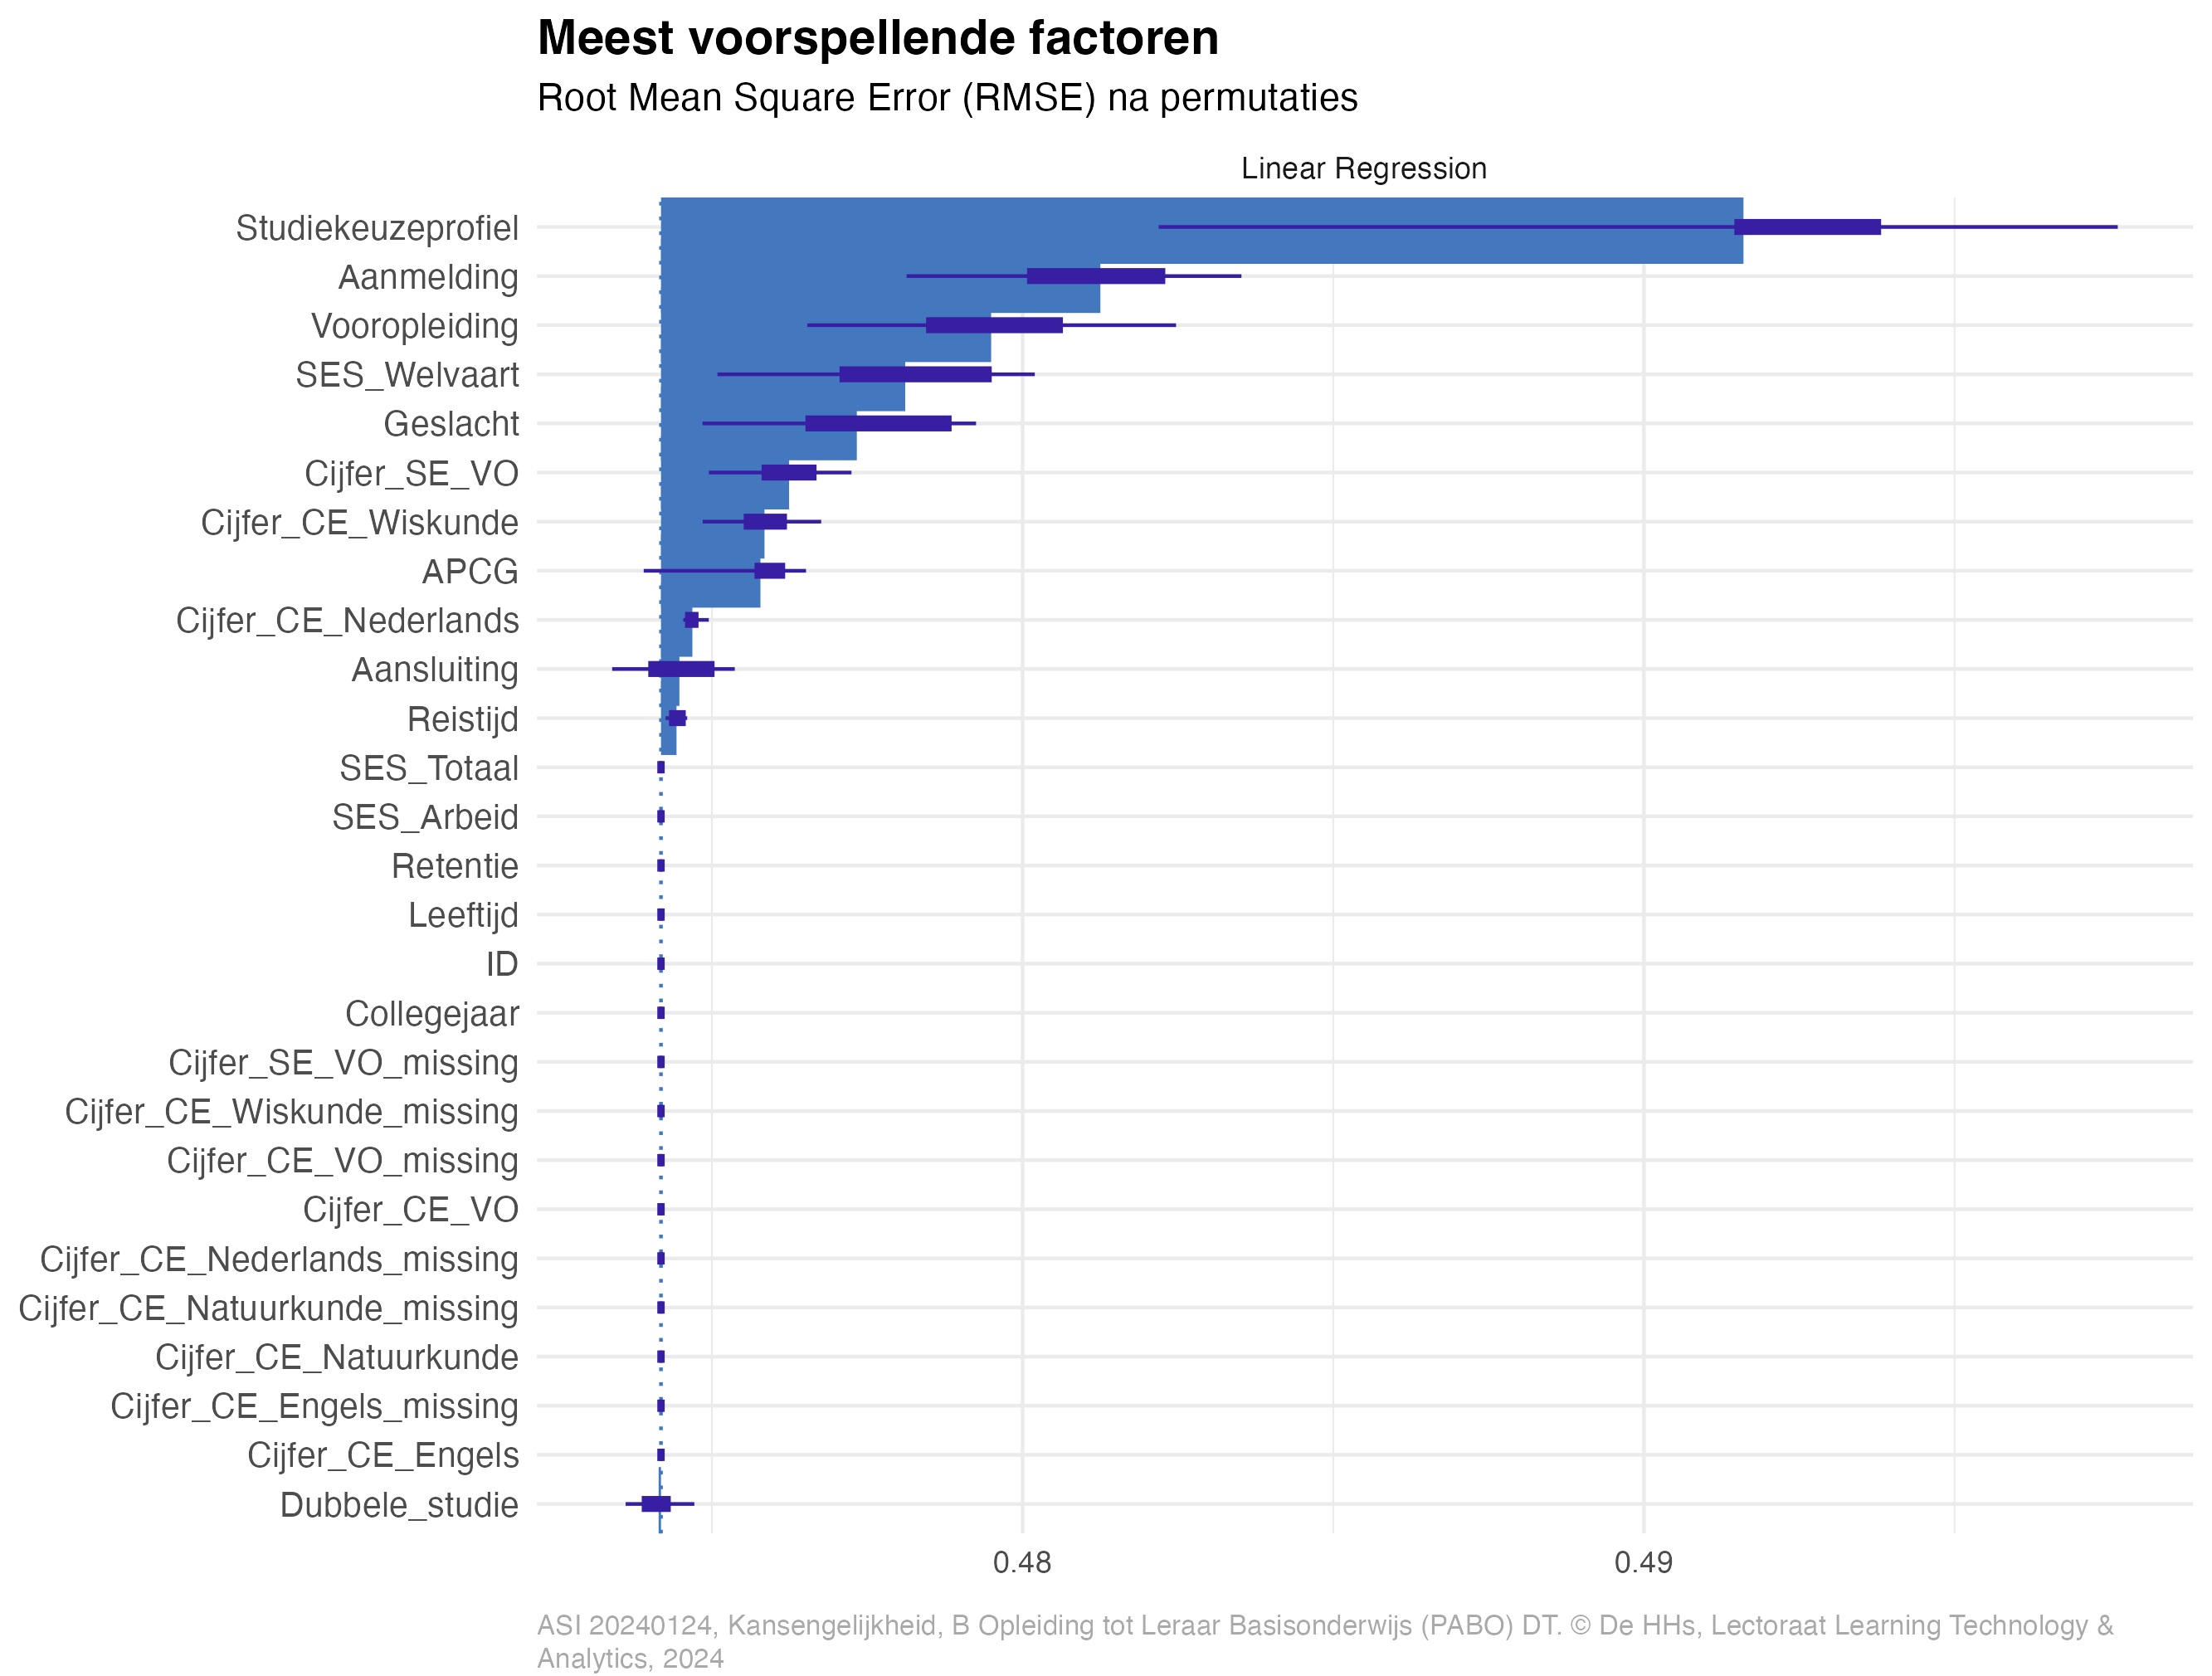 Meest voorspellende factoren
Root Mean Square Error (RMSE) na permutaties
Linear Regression
Studiekeuzeprofiel
Aanmelding
Vooropleiding
SES_Welvaart
Geslacht
Cijfer_SE_VO
Cijfer_CE_Wiskunde
APCG
Cijfer_CE_Nederlands
Aansluiting
Reistijd
SES_Totaal
SES_Arbeid
Retentie
Leeftijd
ID
Collegejaar
Cijfer_SE_VO_missing
Cijfer_CE_Wiskunde_missing
Cijfer_CE_VO_missing
Cijfer_CE_VO
Cijfer_CE_Nederlands_missing
Cijfer_CE_Natuurkunde_missing
Cijfer_CE_Natuurkunde
Cijfer_CE_Engels_missing
Cijfer_CE_Engels
Dubbele_studie
0.48
0.49
ASI 20240124, Kansengelijkheid, B Opleiding tot Leraar Basisonderwijs (PABO) DT. © De HHs, Lectoraat Learning Technology &
Analytics, 2024